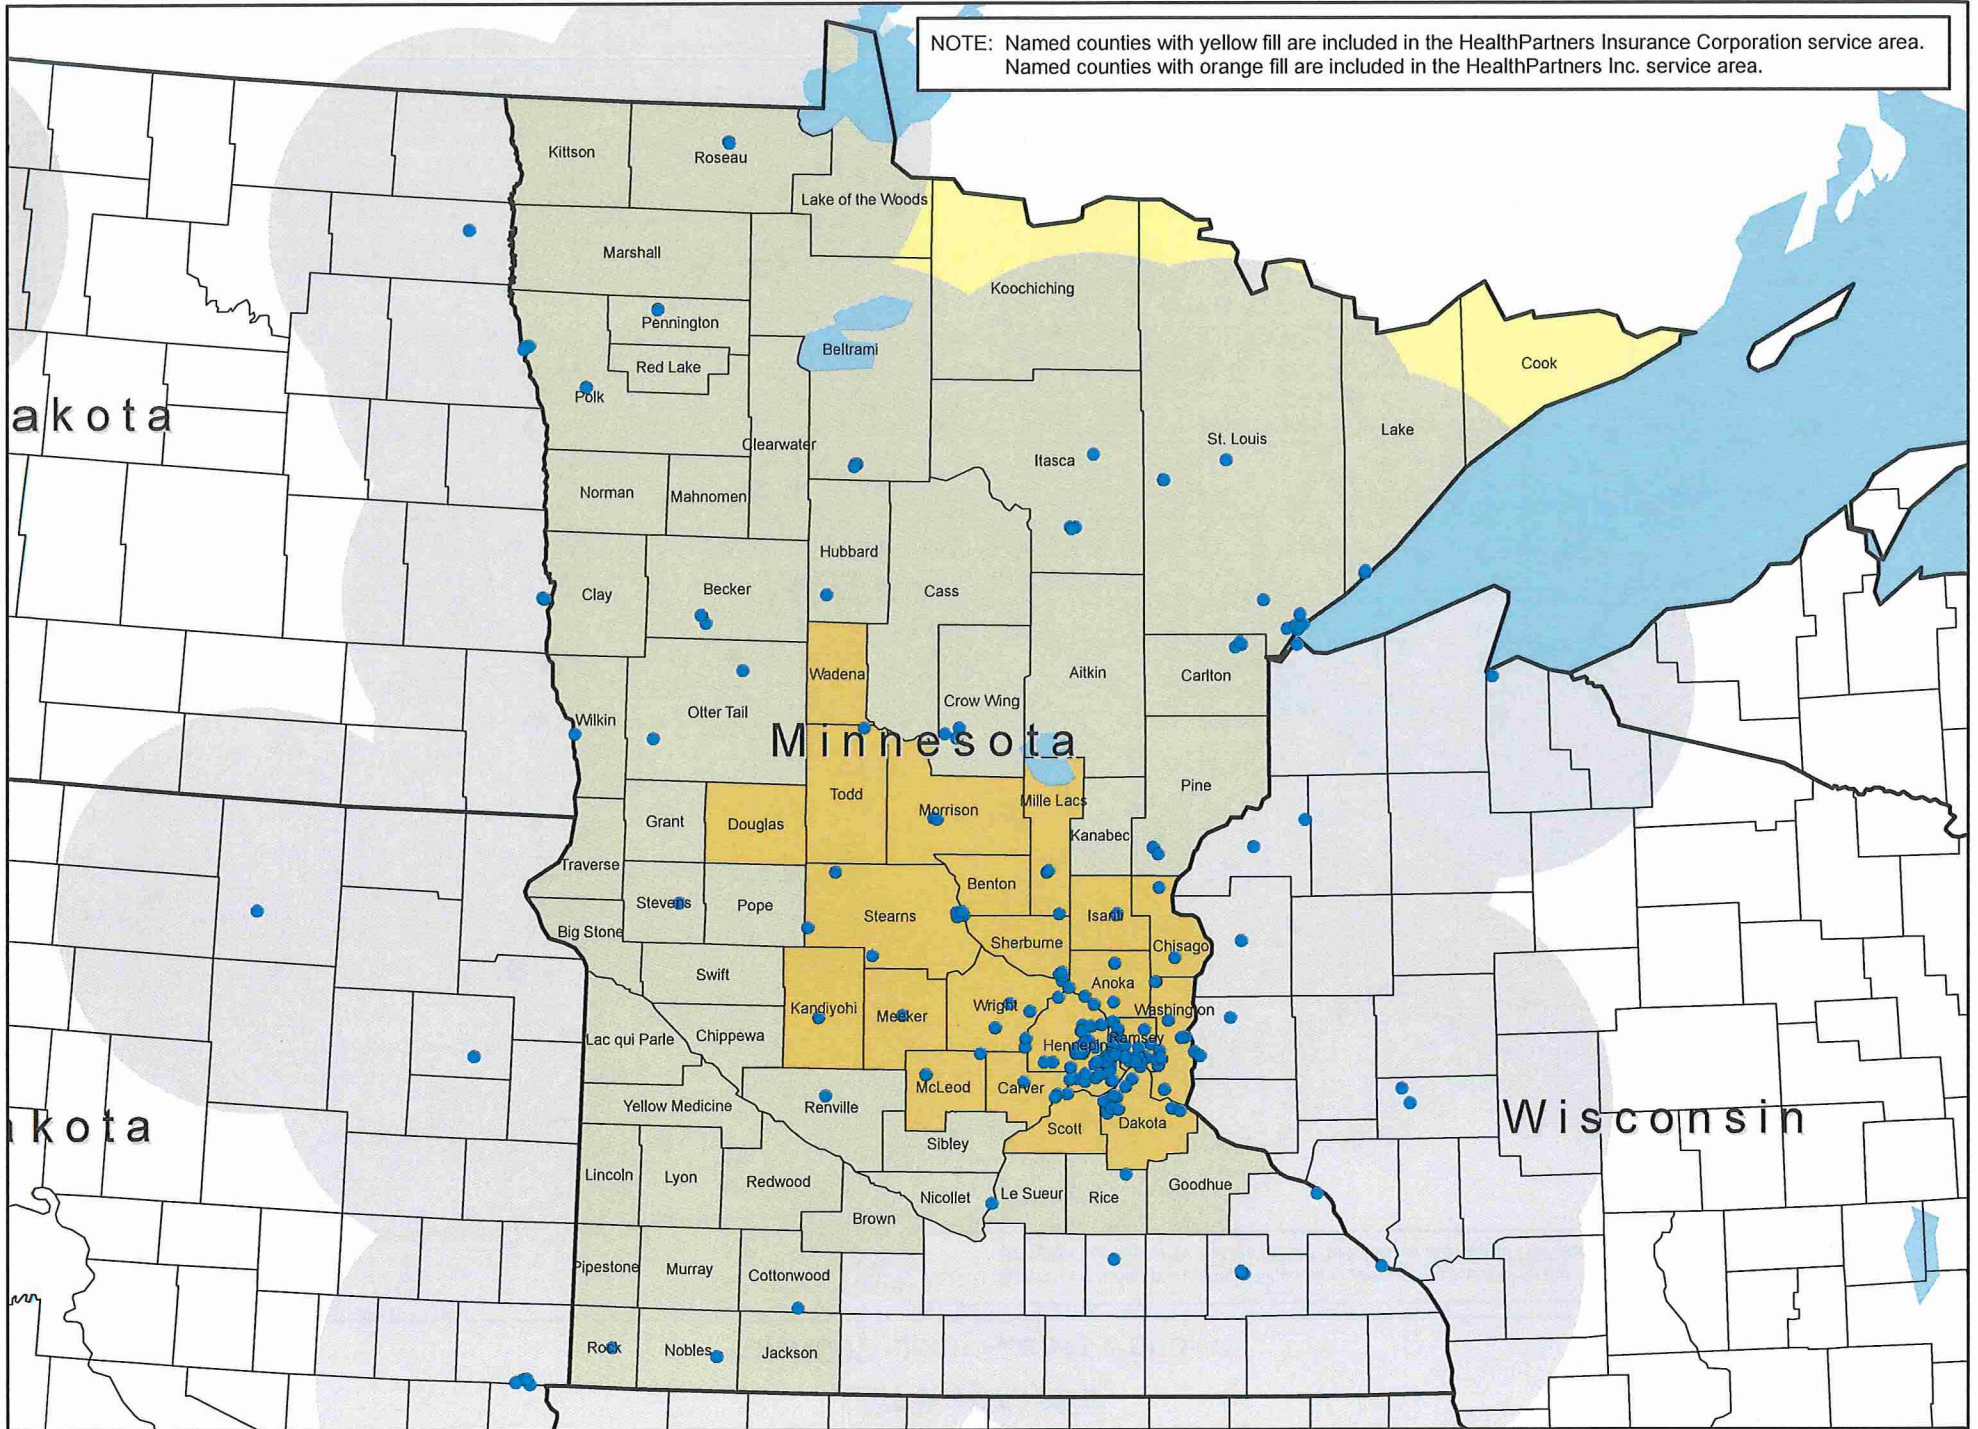 NOTE: Named counties with yellow fill are included in the HealthPartners Insurance Corporation service area.
Named counties with orange fill are included in the HealthPartners Inc. service area.
Kittson
Roseau
Lake of the Woods
Marshall
Koochiching
Pennington
Beltrami
Red Lake
Cook
Polk
akota
Clearwater
St. Louis
Lake
Itasca
Norman
Mahnomen
Hubbard
Clay
Becker
Cass
Wadena
Aitkin
Carlton
Crow Wing
Otter Tail
Wilkin
Minnesota
Pine
Todd
Mille Lacs
Morrison
Grant
Douglas
Kanabec
Traverse
Benton
Stevens
Pope
Stearns
Isanti
Big Stone
Sherburne
Chisago
Swift
Anoka
Kandiyohi
Wright
Washington
Meeker
Lac qui Parle
Chippewa
Hennepin
Ramsey
McLeod
Carver
Yellow Medicine
Renville
Wisconsin
kota
Scott
Dakota
Sibley
Lincoln
Lyon
Redwood
Nicollet
Le Sueur
Rice
Goodhue
Brown
Pipestone
Murray
Cottonwood
Rock
Nobles
Jackson